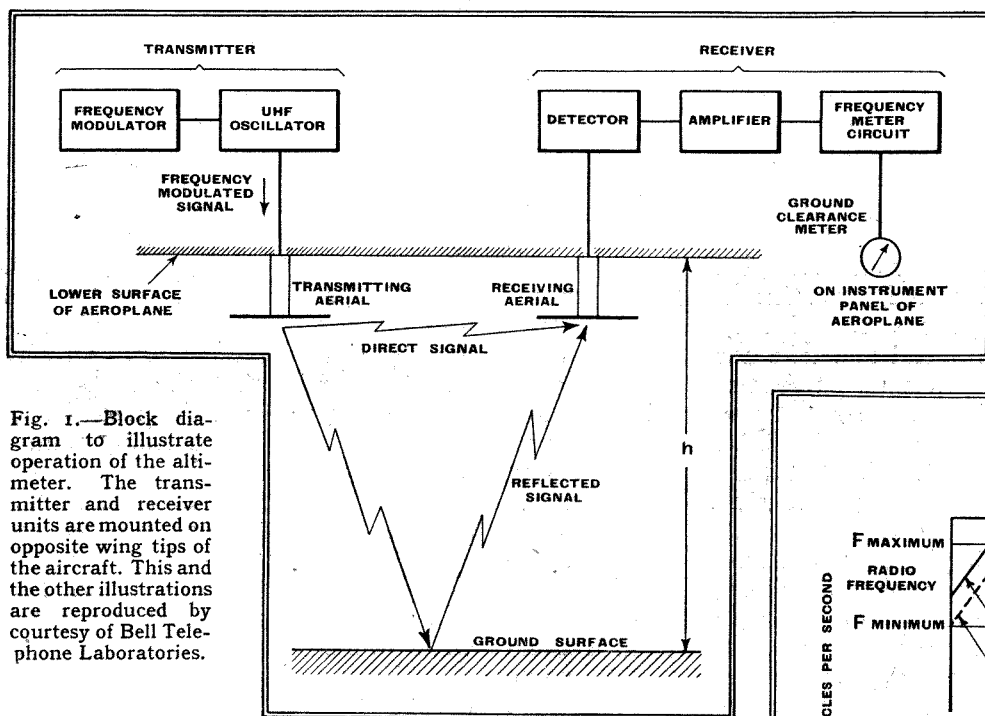 TRANSMITTER
RECEIVER
FREQUENCY
MODULATOR
UHF
OSCILLATOR
DETECTOR
AMPLIFIER
FREQUENCY
METER
CIRCUIT
FREQUENCY
MODULATED
SIGNAL
GROUND
CLEARANCE
METER
LOWER SURFACE
OF AEROPLANE
TRANSMITTING
AERIAL
RECEIVING
AERIAL
ON INSTRUMENT
PANEL OF
AEROPLANE
DIRECT SIGNAL
h
REFLECTED
SIGNAL
GROUND SURFACE
Fig. 1.—Block dia-
gram to illustrate
operation of the alti-
meter. The trans-
mitter and receiver
units are mounted on
opposite wing tips of
the aircraft. This and
the other illustrations
are reproduced by
courtesy of Bell Tele-
phone Laboratories.
F MAXIMUM
RADIO
FREQUENCY
F MINIMUM
CLES PER SECOND